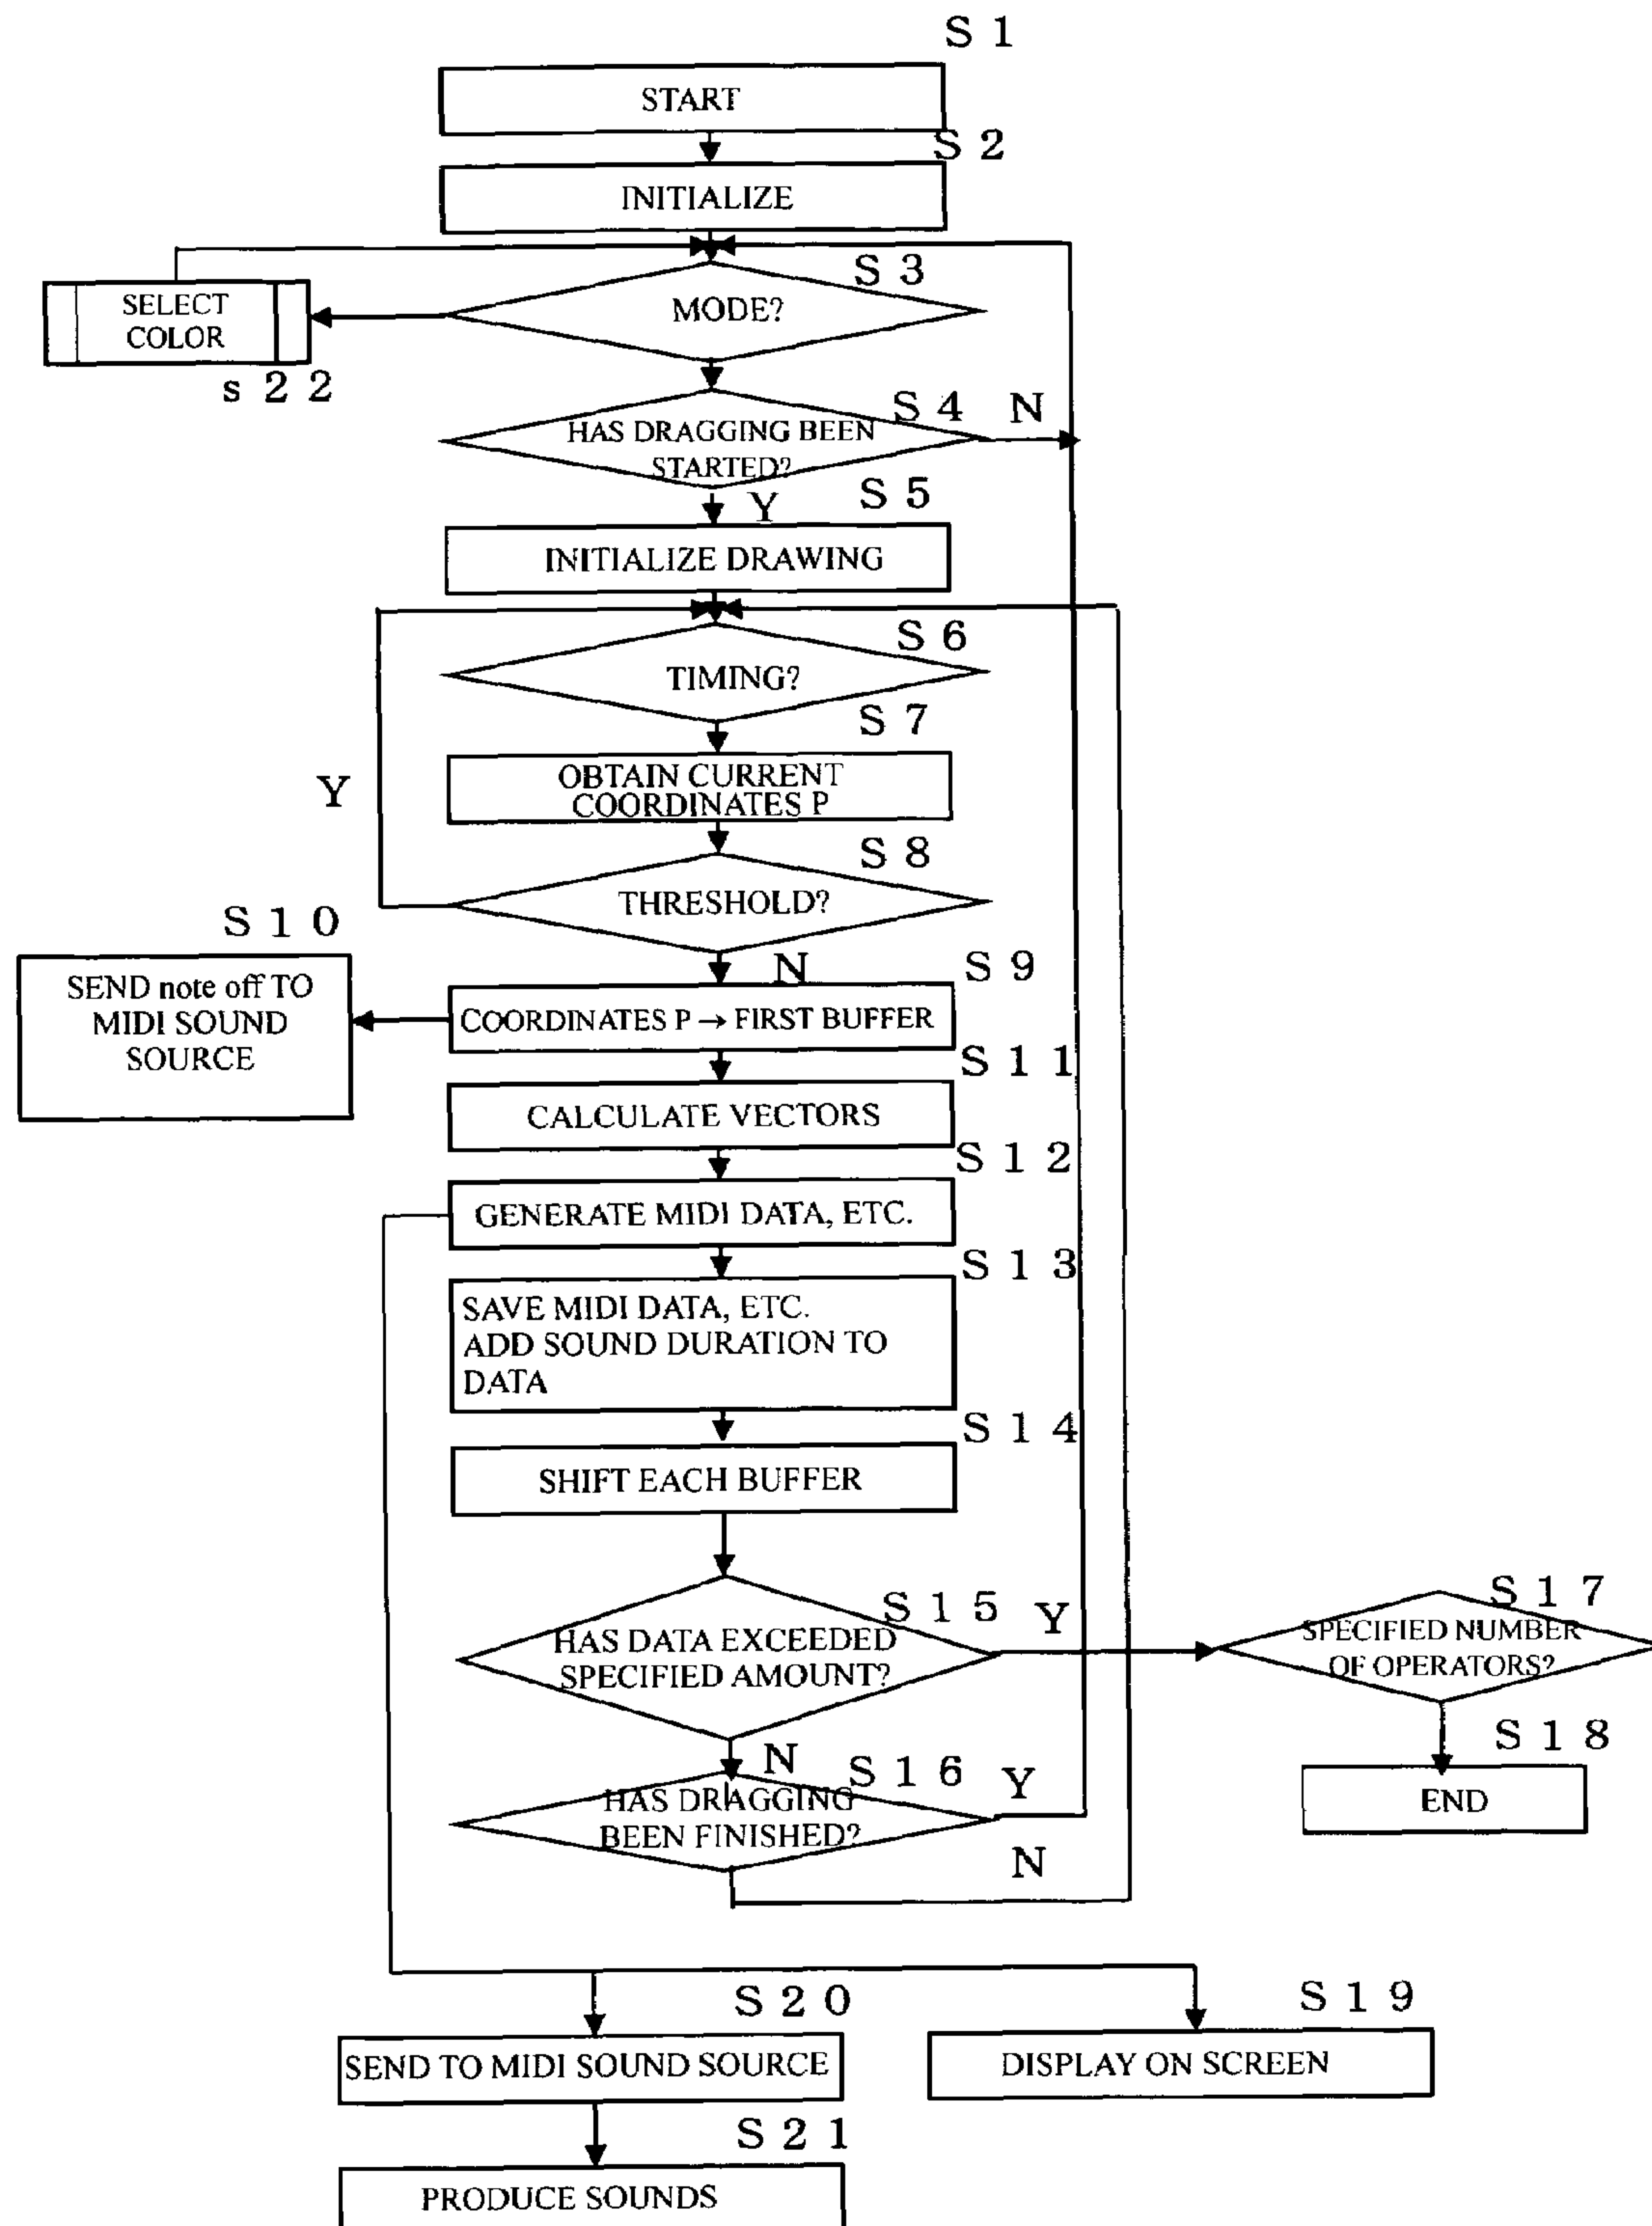 S 1
START
S 2
INITIALIZE
S 3
MODE?
SELECT
COLOR
s 2 2
S 4
N
HAS DRAGGING BEEN
STARTED?
Y
S 5
INITIALIZE DRAWING
S 6
TIMING?
S 7
OBTAIN CURRENT
COORDINATES P
Y
S 8
THRESHOLD?
S 1 0
N
S 9
SEND note off TO
MIDI SOUND
SOURCE
COORDINATES P → FIRST BUFFER
S 1 1
CALCULATE VECTORS
S 1 2
GENERATE MIDI DATA, ETC.
S 1 3
SAVE MIDI DATA, ETC.
ADD SOUND DURATION TO
DATA
S 1 4
SHIFT EACH BUFFER
S 1 5
Y
HAS DATA EXCEEDED
SPECIFIED AMOUNT?
S 1 7
SPECIFIED NUMBER
OF OPERATORS?
N
S 1 6
Y
HAS DRAGGING
BEEN FINISHED?
N
S 1 8
END
S 2 0
S 1 9
SEND TO MIDI SOUND SOURCE
DISPLAY ON SCREEN
S 2 1
PRODUCE SOUNDS